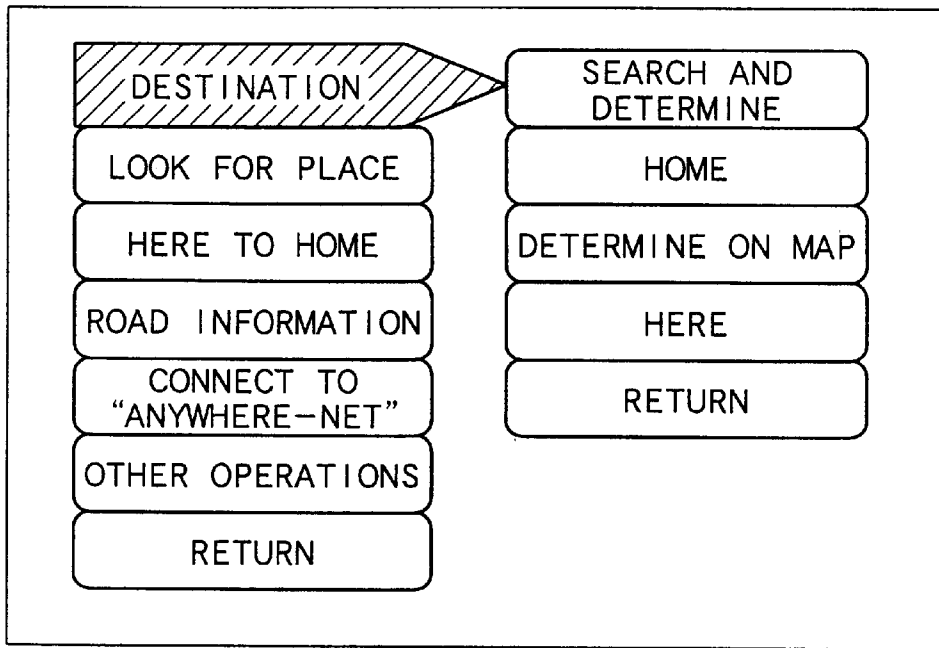 DESTINATION
LOOK FOR PLACE
HERE TO HOME
ROAD INFORMATION
CONNECT TO
“ANYWHERE-NET”
OTHER OPERATIONS
RETURN
SEARCH AND
DETERMINE
HOME
DETERMINE ON MAP
HERE
RETURN